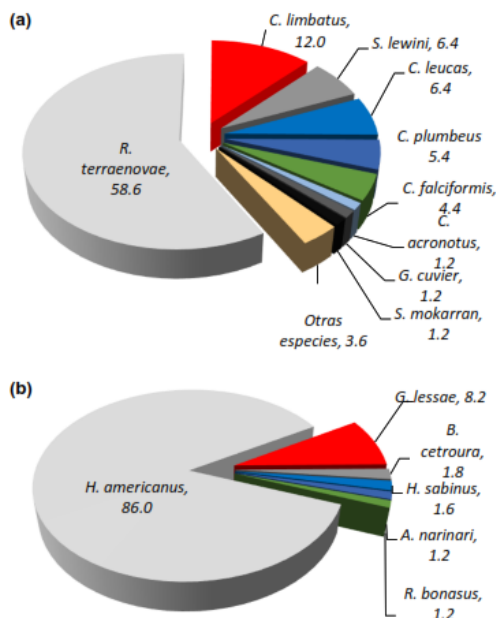 (a)
C. limbatus,
12.0
S. lewini, 6.4
C. leucas,
6.4
C. plumbeus
5.4
C. falciformis,
4.4
C.
acronotus,
1.2
G. cuvier,
1.2
S. mokarran,
1.2
Otras
especies, 3.6
R.
terraenovae,
58.6
(b)
G. lessae, 8.2
B.
cetroura,
1.8
H. sabinus,
1.6
A. narinari,
1.2
R. bonasus,
1.2
H. americanus,
86.0